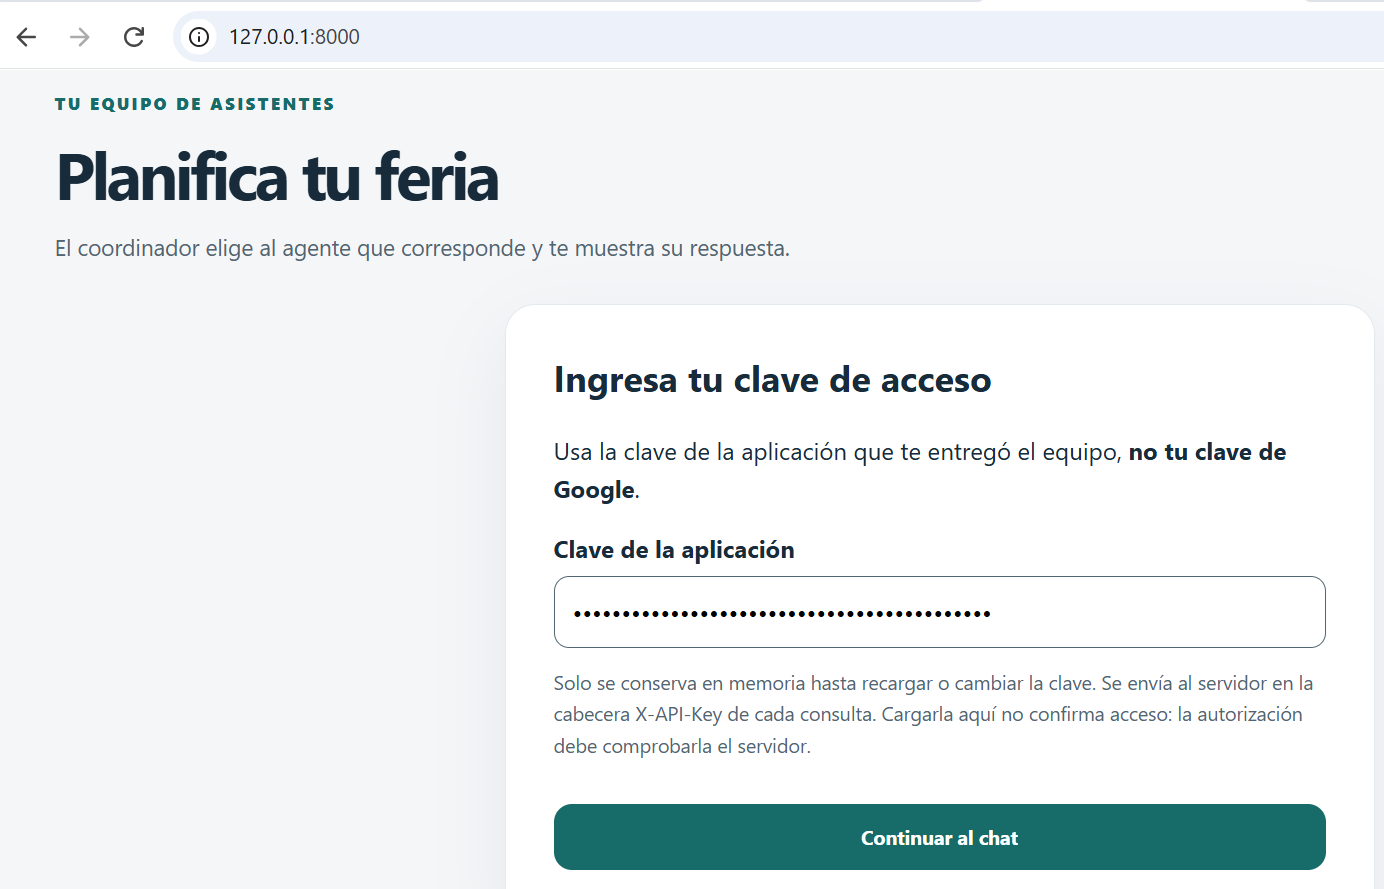 127.0.0.1:8000
TU EQUIPO DE ASISTENTES
Planifica tu feria
El coordinador elige al agente que corresponde y te muestra su respuesta.
Ingresa tu clave de acceso
Usa la clave de la aplicación que te entregó el equipo, no tu clave de
Google.
Clave de la aplicación
Solo se conserva en memoria hasta recargar o cambiar la clave. Se envía al servidor en la
cabecera X-API-Key de cada consulta. Cargarla aquí no confirma acceso: la autorización
debe comprobarla el servidor.
Continuar al chat